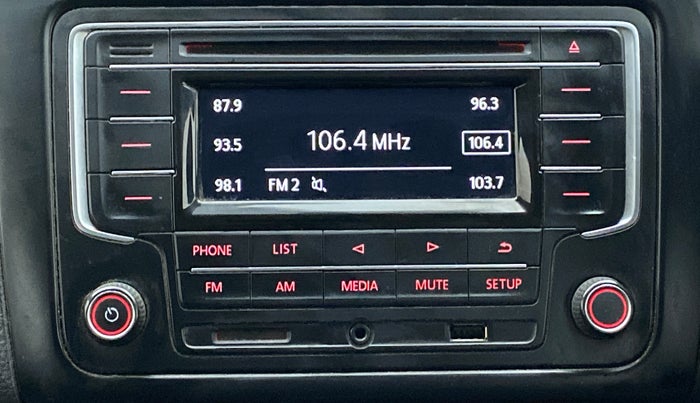 87.9 96.3
93.5 106.4 MHz 106.4
98.1 FM 2 103.7
PHONE LIST
FM AM MEDIA MUTE SETUP